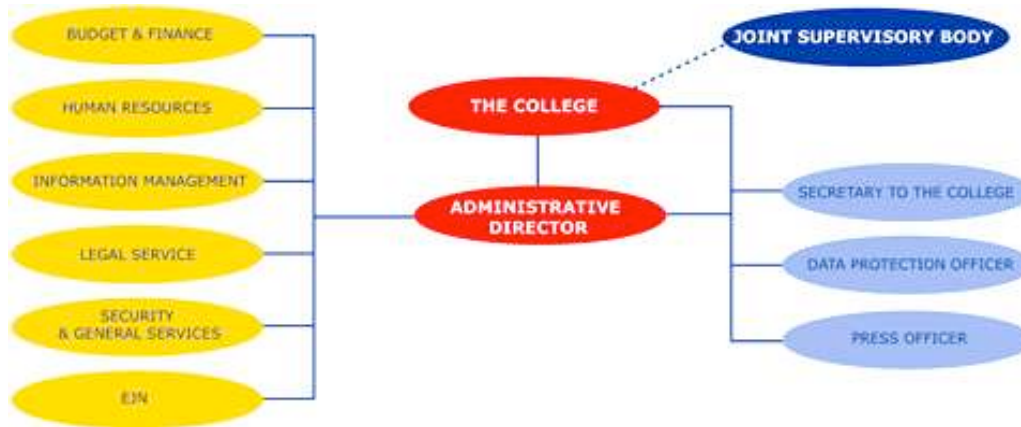 BUDGET & FINANCE
HUMAN RESOURCES
INFORMATION MANAGEMENT
LEGAL SERVICE
SECURITY
& GENERAL SERVICES
EJN
THE COLLEGE
ADMINISTRATIVE
DIRECTOR
JOINT SUPERVISORY BODY
SECRETARY TO THE COLLEGE
DATA PROTECTION OFFICER
PRESS OFFICER